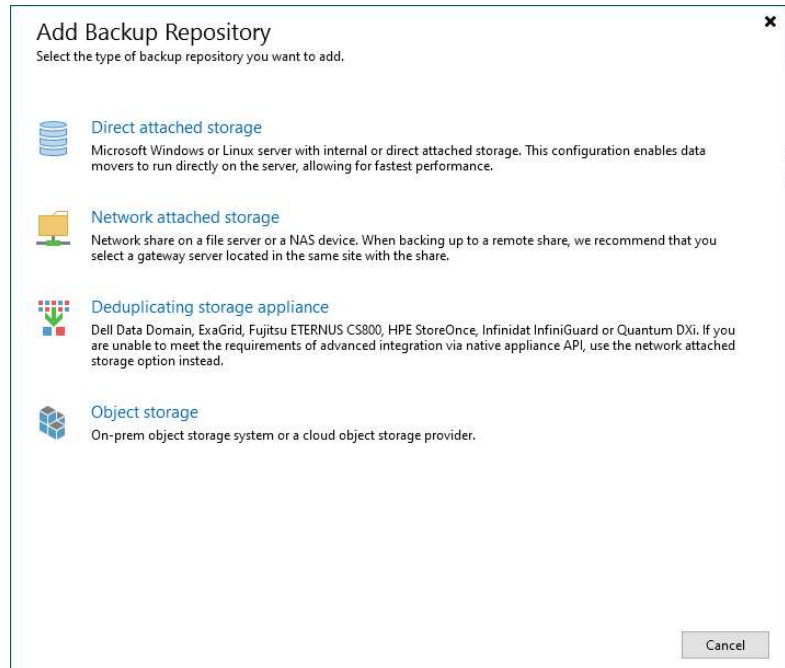 Add Backup Repository
Select the type of backup repository you want to add.
Direct attached storage
Microsoft Windows or Linux server with internal or direct attached storage. This configuration enables data
movers to run directly on the server, allowing for fastest performance.
Network attached storage
Network share on a file server or a NAS device. When backing up to a remote share, we recommend that you
select a gateway server located in the same site with the share.
Deduplicating storage appliance
Dell Data Domain, ExaGrid, Fujitsu ETERNUS CS800, HPE StoreOnce, Infinidat InfiniGuard or Quantum DXi. If you
are unable to meet the requirements of advanced integration via native appliance API, use the network attached
storage option instead.
Object storage
On-prem object storage system or a cloud object storage provider.
Cancel